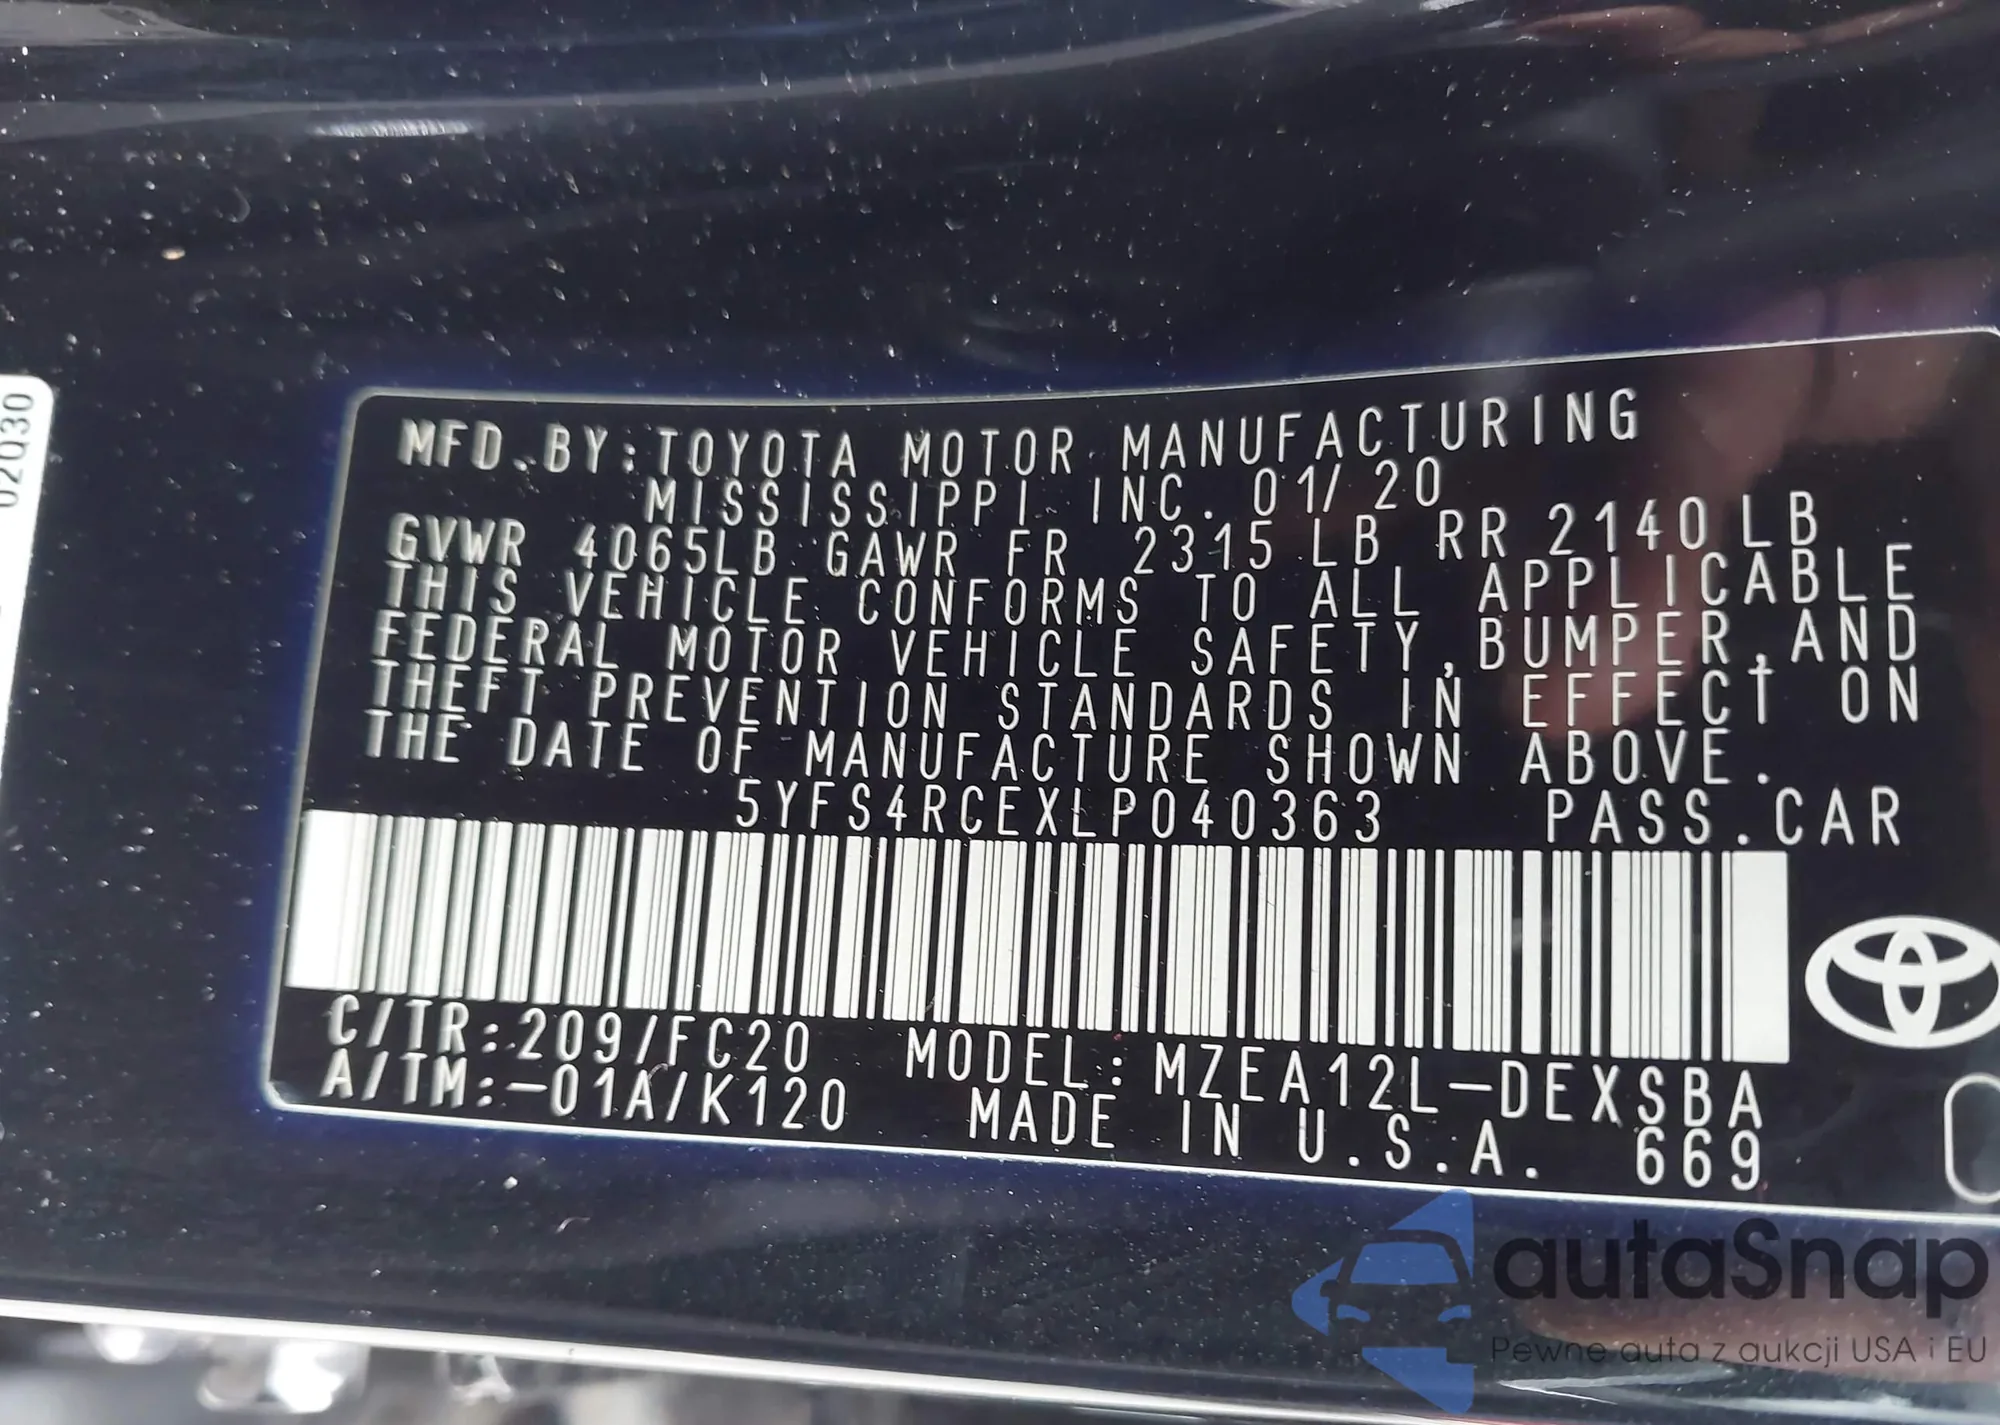 02Q30
MFD. BY: TOYOTA MOTOR MANUFACTURING
MISSISSIPPI, INC. 01/20
GVWR 4065LB GAWR FR 2315 LB RR 2140 LB
THIS VEHICLE CONFORMS TO ALL APPLICABLE
FEDERAL MOTOR VEHICLE SAFETY, BUMPER, AND
THEFT PREVENTION STANDARDS IN EFFECT ON
THE DATE OF MANUFACTURE SHOWN ABOVE.
5YFS4RCEXLP040363 PASS. CAR
C/TR: 209/FC20 MODEL: MZEA12L-DEXSBA
A/TM: -01A/K120 MADE IN U.S.A. 669
autaSnap
Pewne auta z aukcji USA i EU